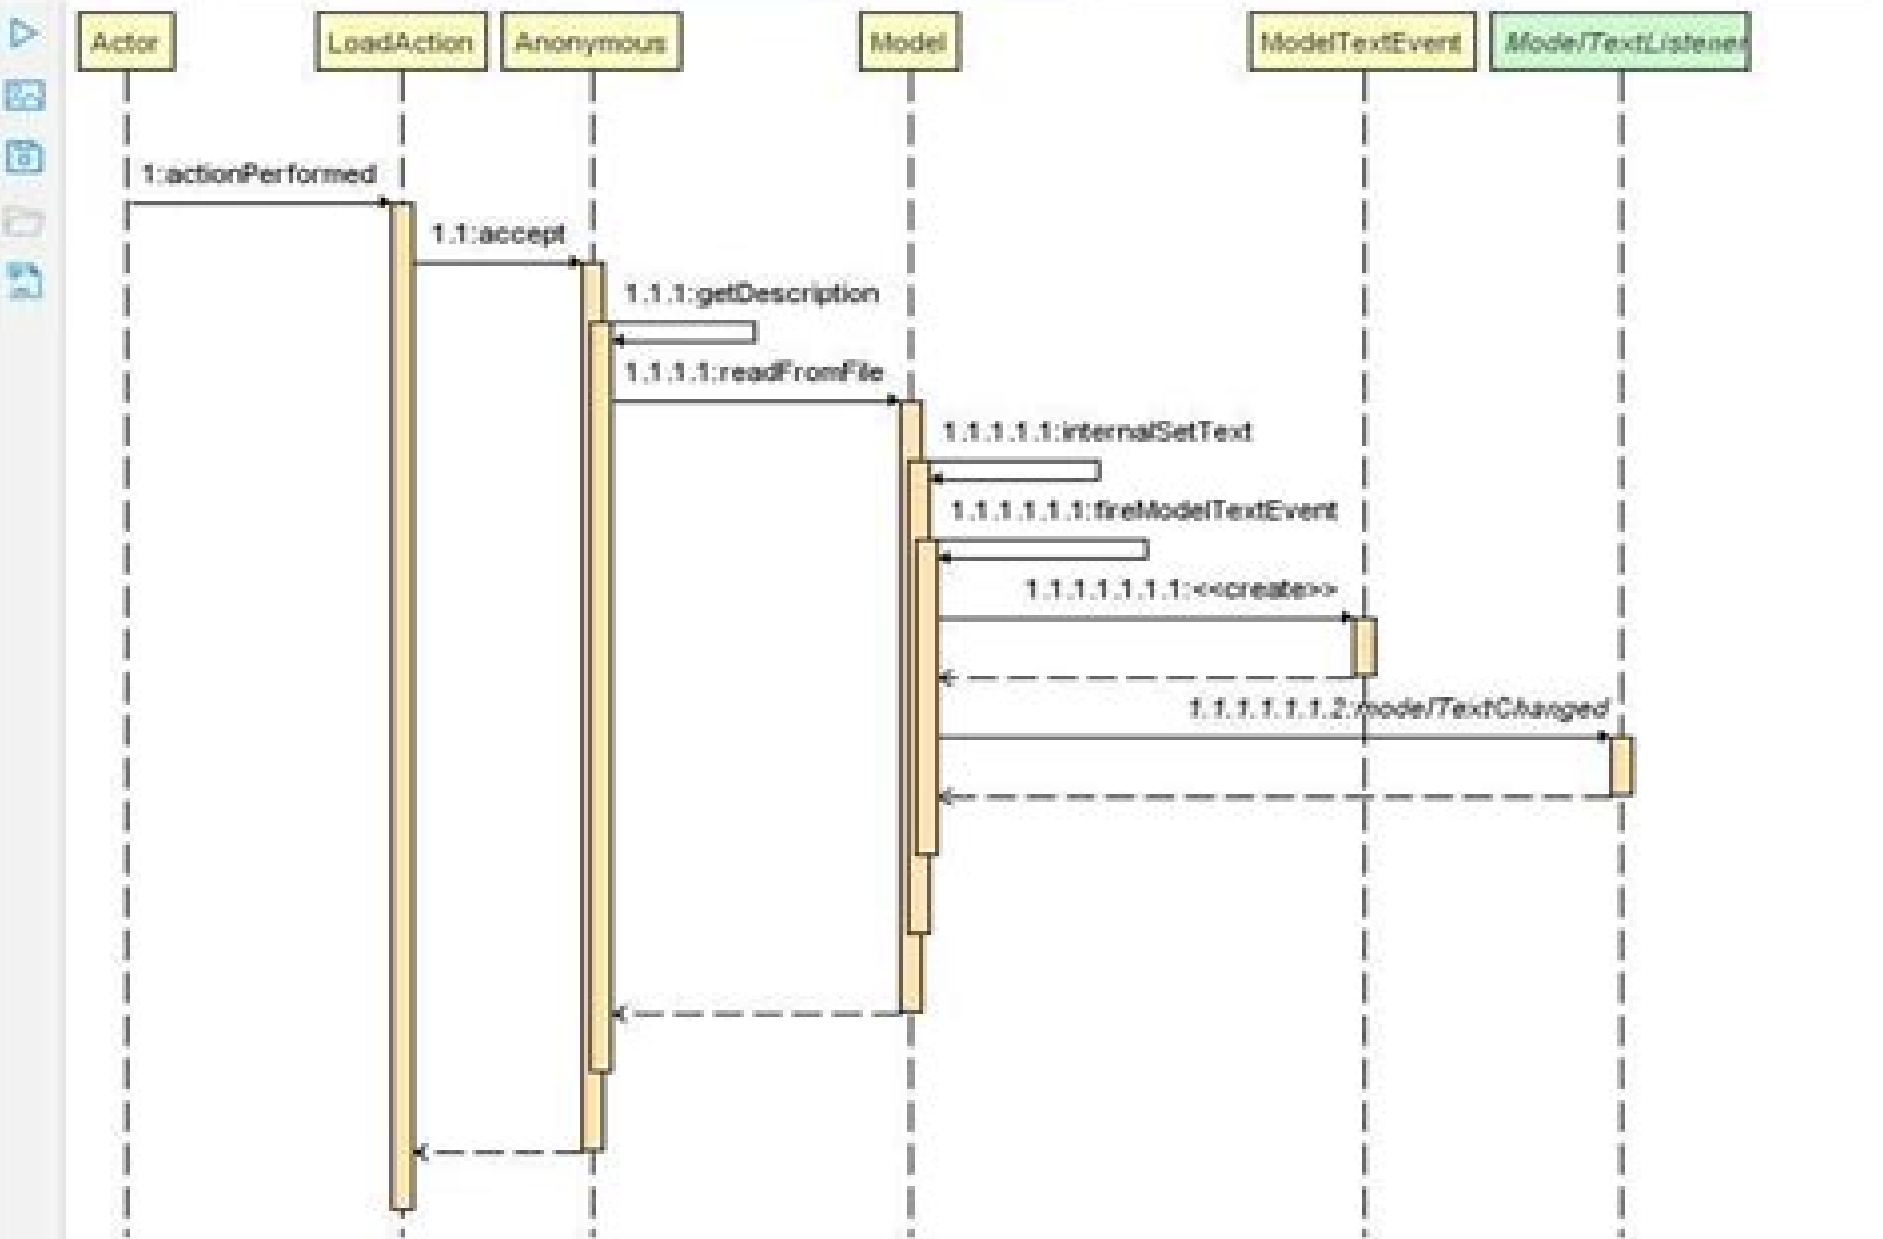 Actor
LoadAction
Anonymous
Model
ModelTextEvent
ModelTextListener
1:actionPerformed
1.1:accept
1.1.1:getDescription
1.1.1.1:readFromFile
1.1.1.1.1:internalSetText
1.1.1.1.1.1:fireModelTextEvent
1.1.1.1.1.1.1:<<create>>
1.1.1.1.1.1.2:modelTextChanged